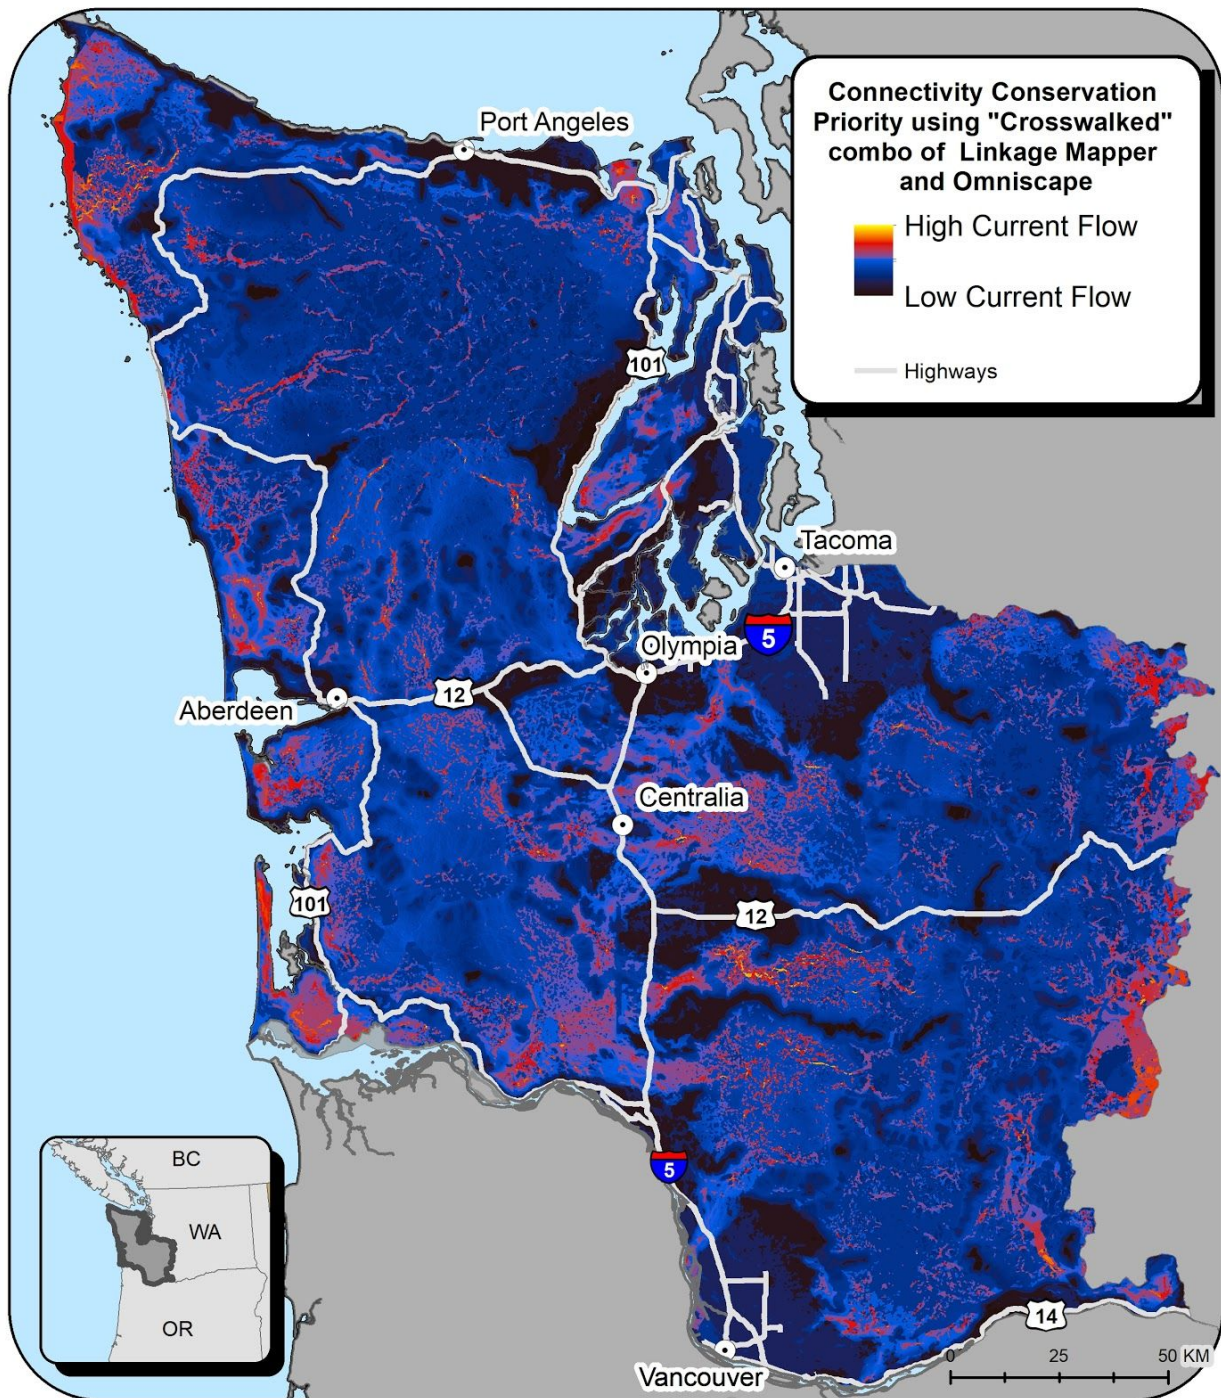 Connectivity Conservation
Priority using "Crosswalked"
combo of Linkage Mapper
and Omniscape
High Current Flow
Low Current Flow
Highways
Port Angeles
101
Tacoma
5
Olympia
12
Aberdeen
Centralia
101
12
5
BC
WA
OR
14
0 25 50 KM
Vancouver